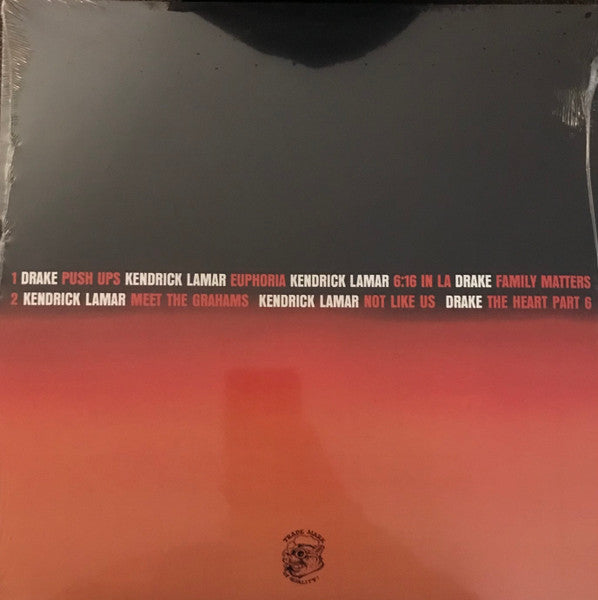 1 DRAKE PUSH UPS KENDRICK LAMAR EUPHORIA KENDRICK LAMAR 6:16 IN LA DRAKE FAMILY MATTERS
2 KENDRICK LAMAR MEET THE GRAHAMS KENDRICK LAMAR NOT LIKE US DRAKE THE HEART PART 6
TRADE MARK
OF QUALITY!